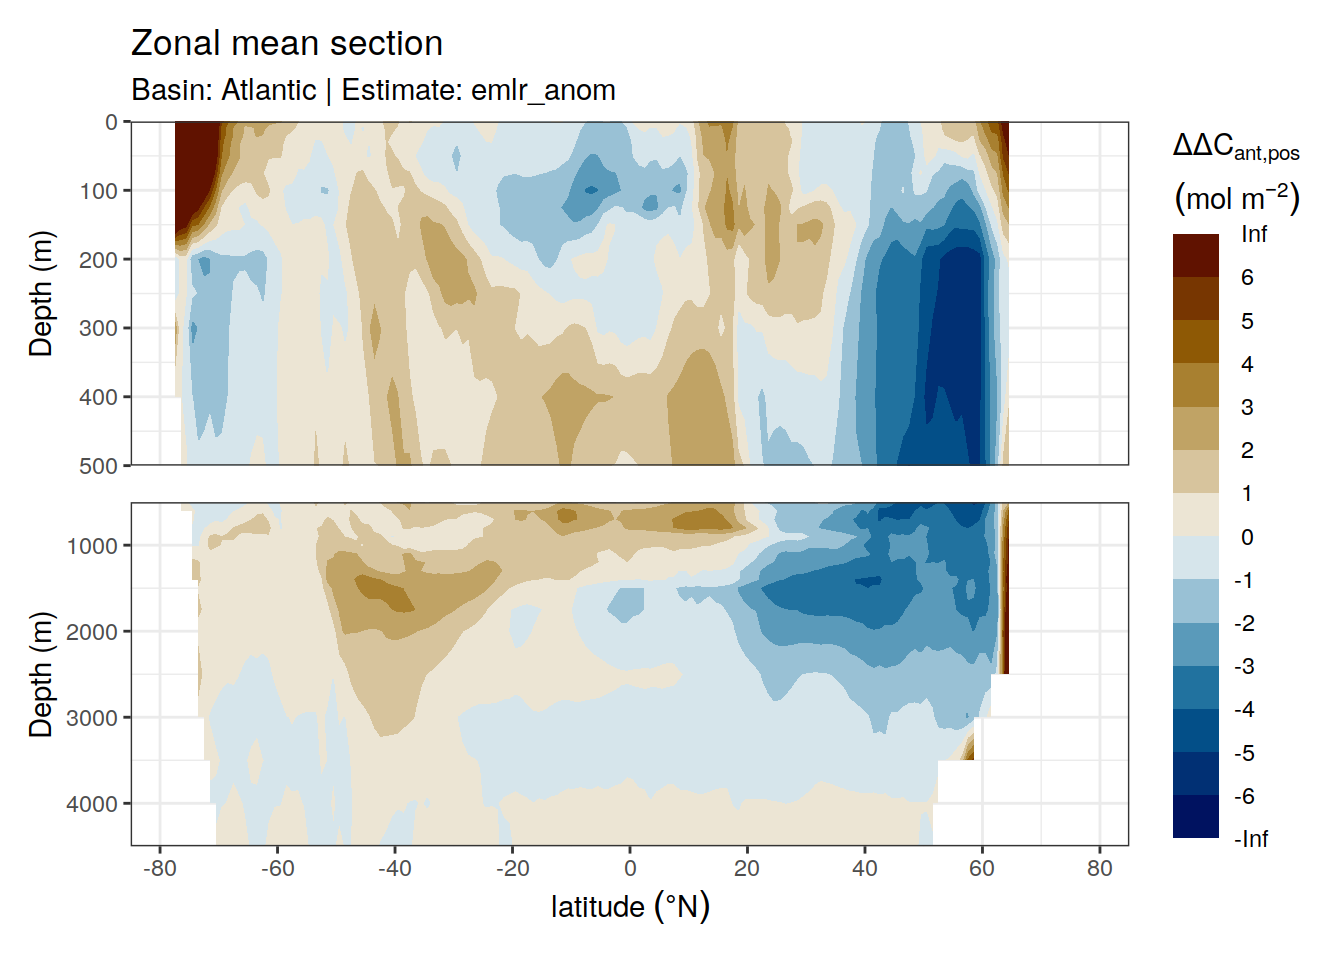 Zonal mean section
Basin: Atlantic | Estimate: emlr_anom
0
100
200
300
400
500
Depth (m)
1000
2000
3000
4000
Depth (m)
-80 -60 -40 -20 0 20 40 60 80
latitude (°N)
ΔΔC_ant,pos
(mol m⁻²)
Inf
6
5
4
3
2
1
0
-1
-2
-3
-4
-5
-6
-Inf